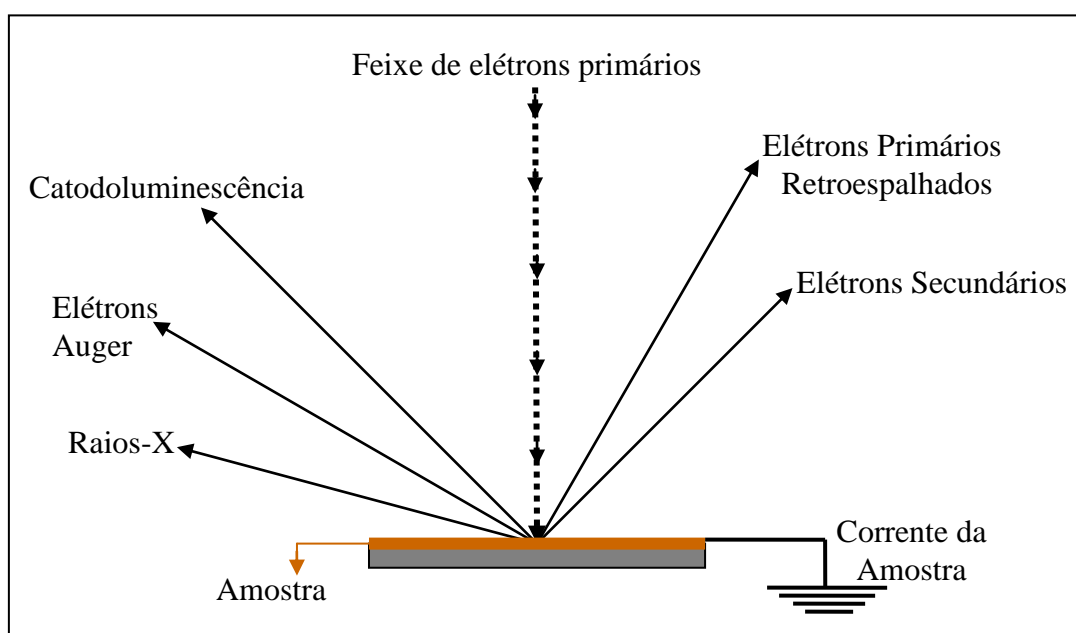 Feixe de elétrons primários
Elétrons Primários
Retroespalhados
Catodoluminescência
Elétrons Secundários
Elétrons
Auger
Raios-X
Corrente da
Amostra
Amostra